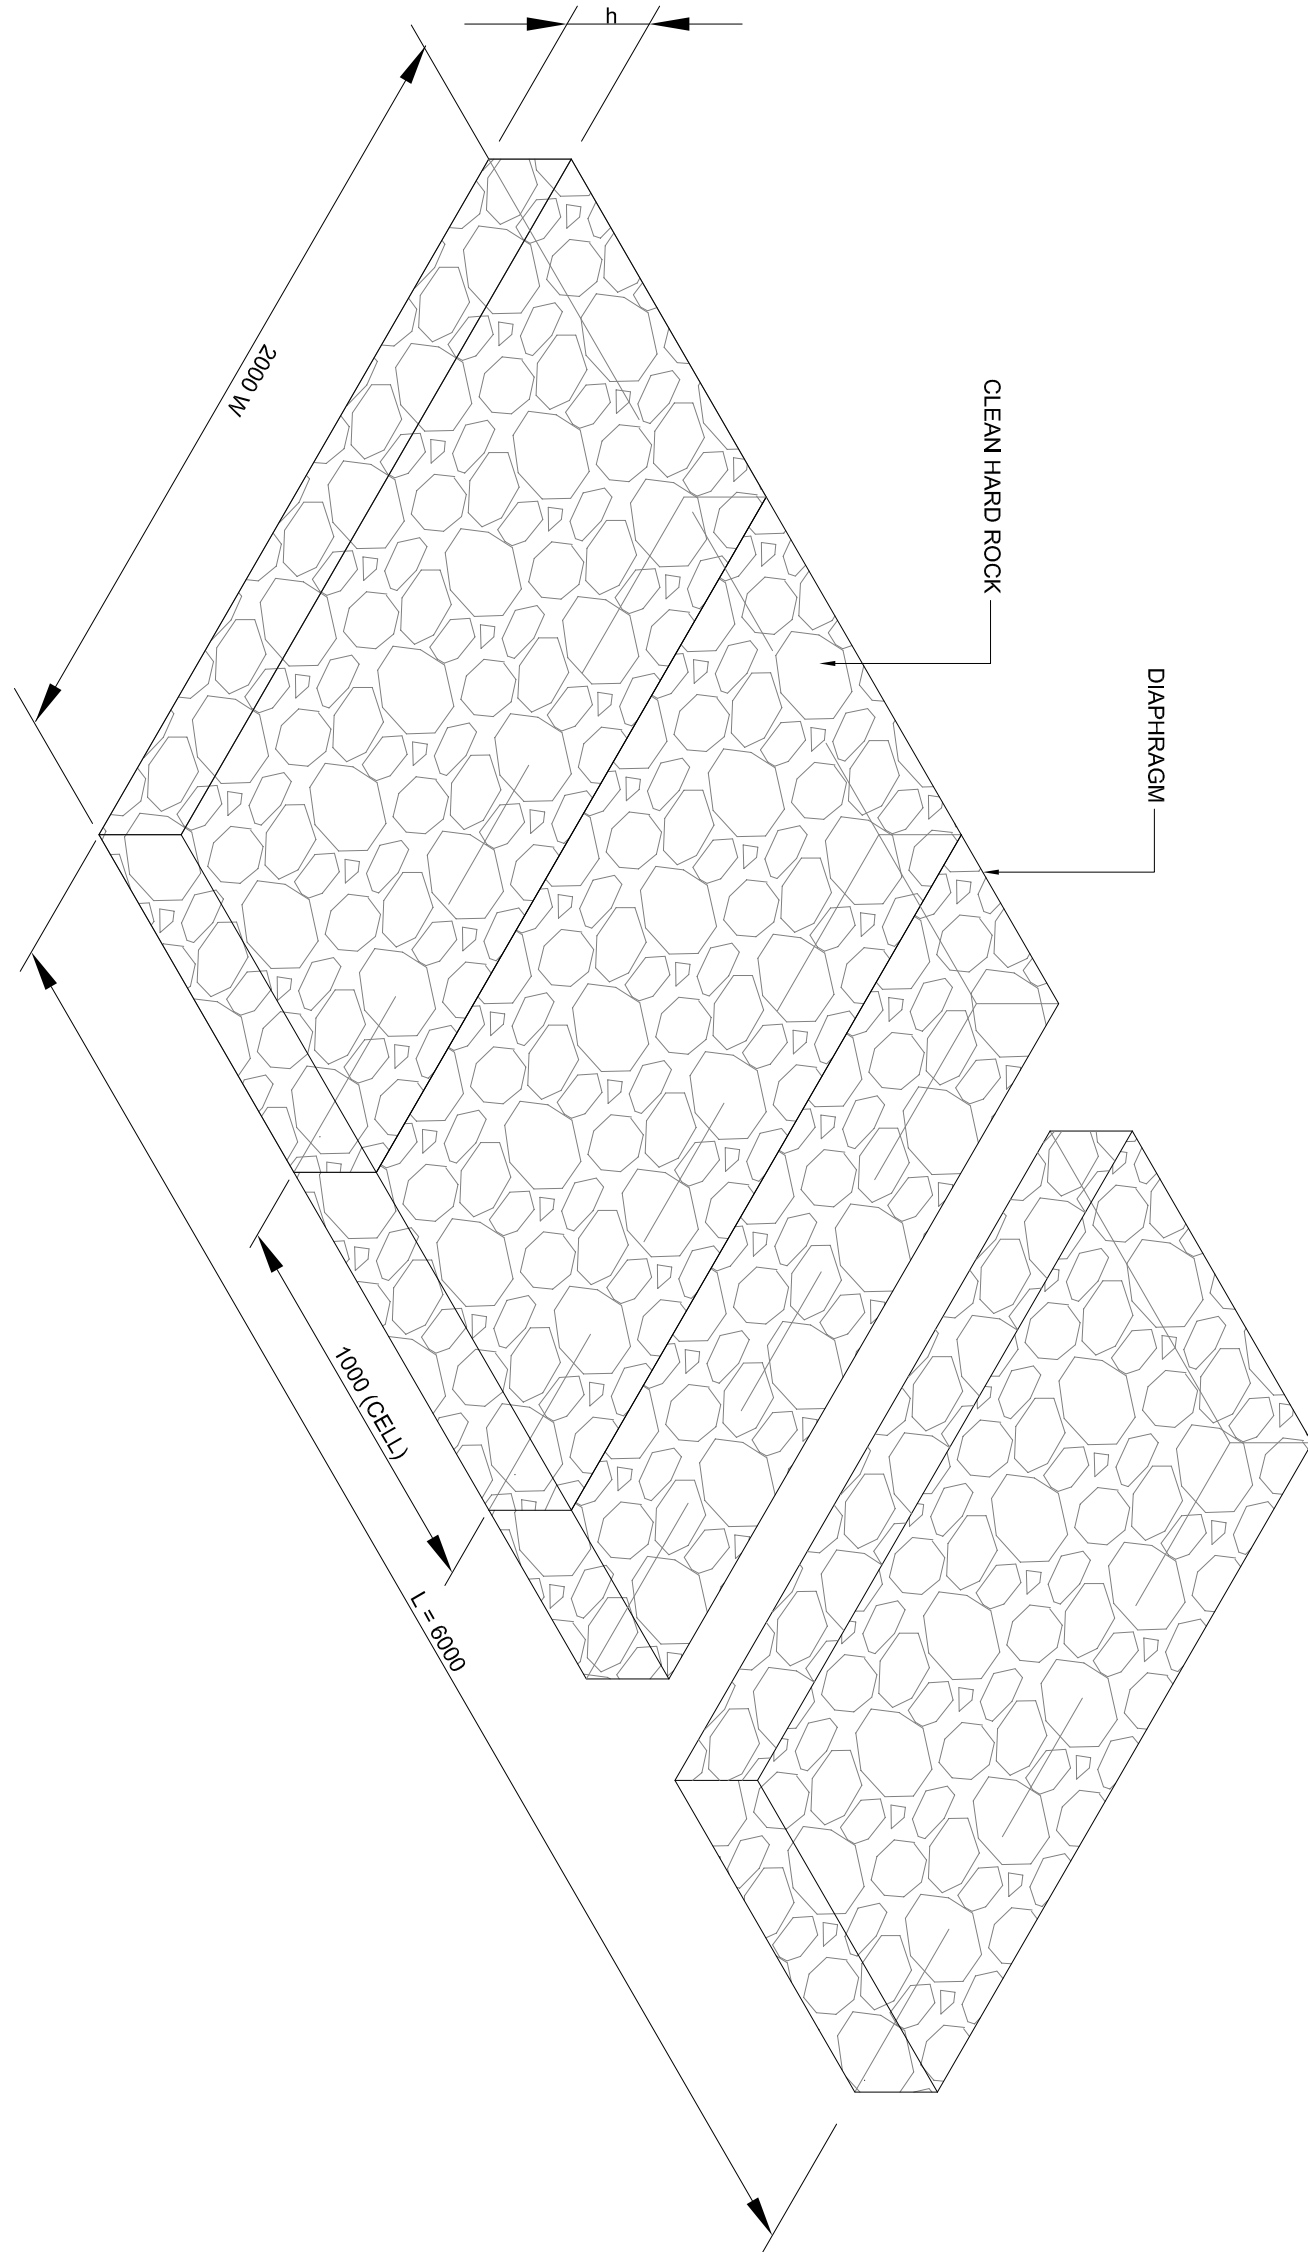 h
2000 W
CLEAN HARD ROCK
DIAPHRAGM
1000 (CELL)
L = 6000